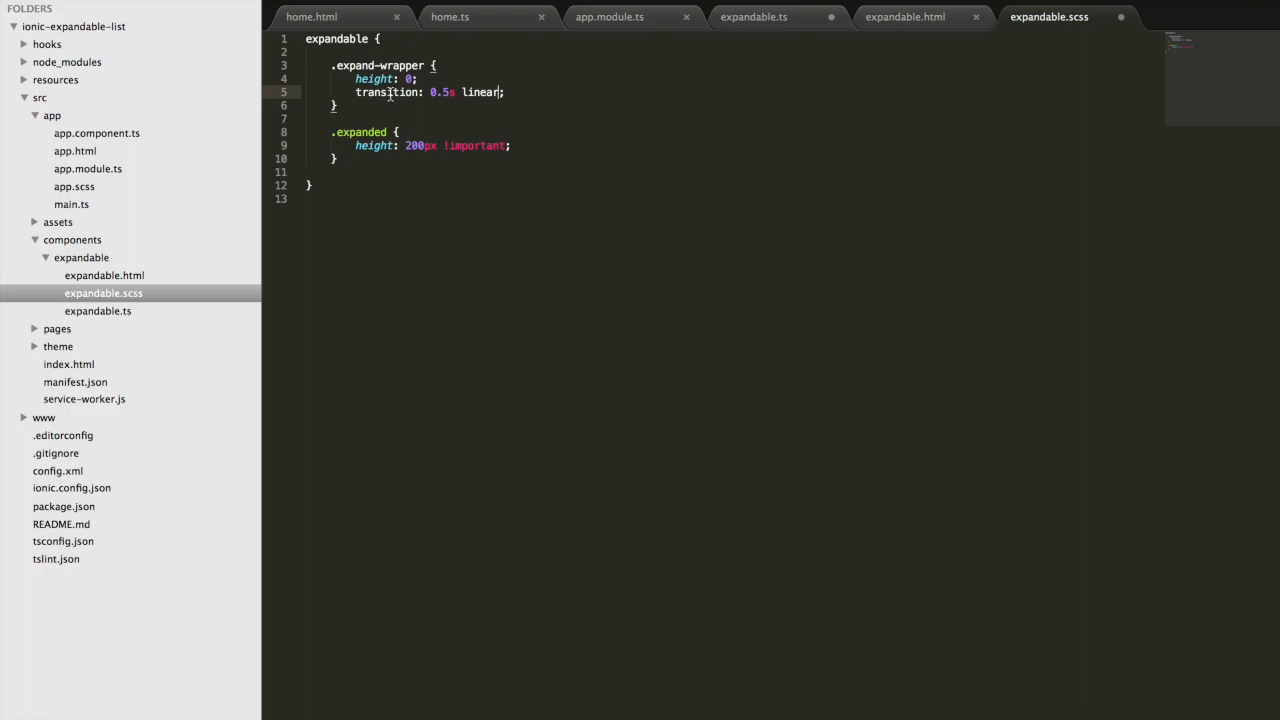 FOLDERS
ionic-expandable-list
hooks
node_modules
resources
src
app
app.component.ts
app.html
app.module.ts
app.scss
main.ts
assets
components
expandable
expandable.html
expandable.scss
expandable.ts
pages
theme
index.html
manifest.json
service-worker.js
www
.editorconfig
.gitignore
config.xml
ionic.config.json
package.json
README.md
tsconfig.json
tslint.json
home.html × home.ts × app.module.ts × expandable.ts expandable.html × expandable.scss
1 expandable {
2
3 .expand-wrapper {
4 height: 0;
5 transition: 0.5s linear;
6 }
7
8 .expanded {
9 height: 200px !important;
10 }
11
12 }
13